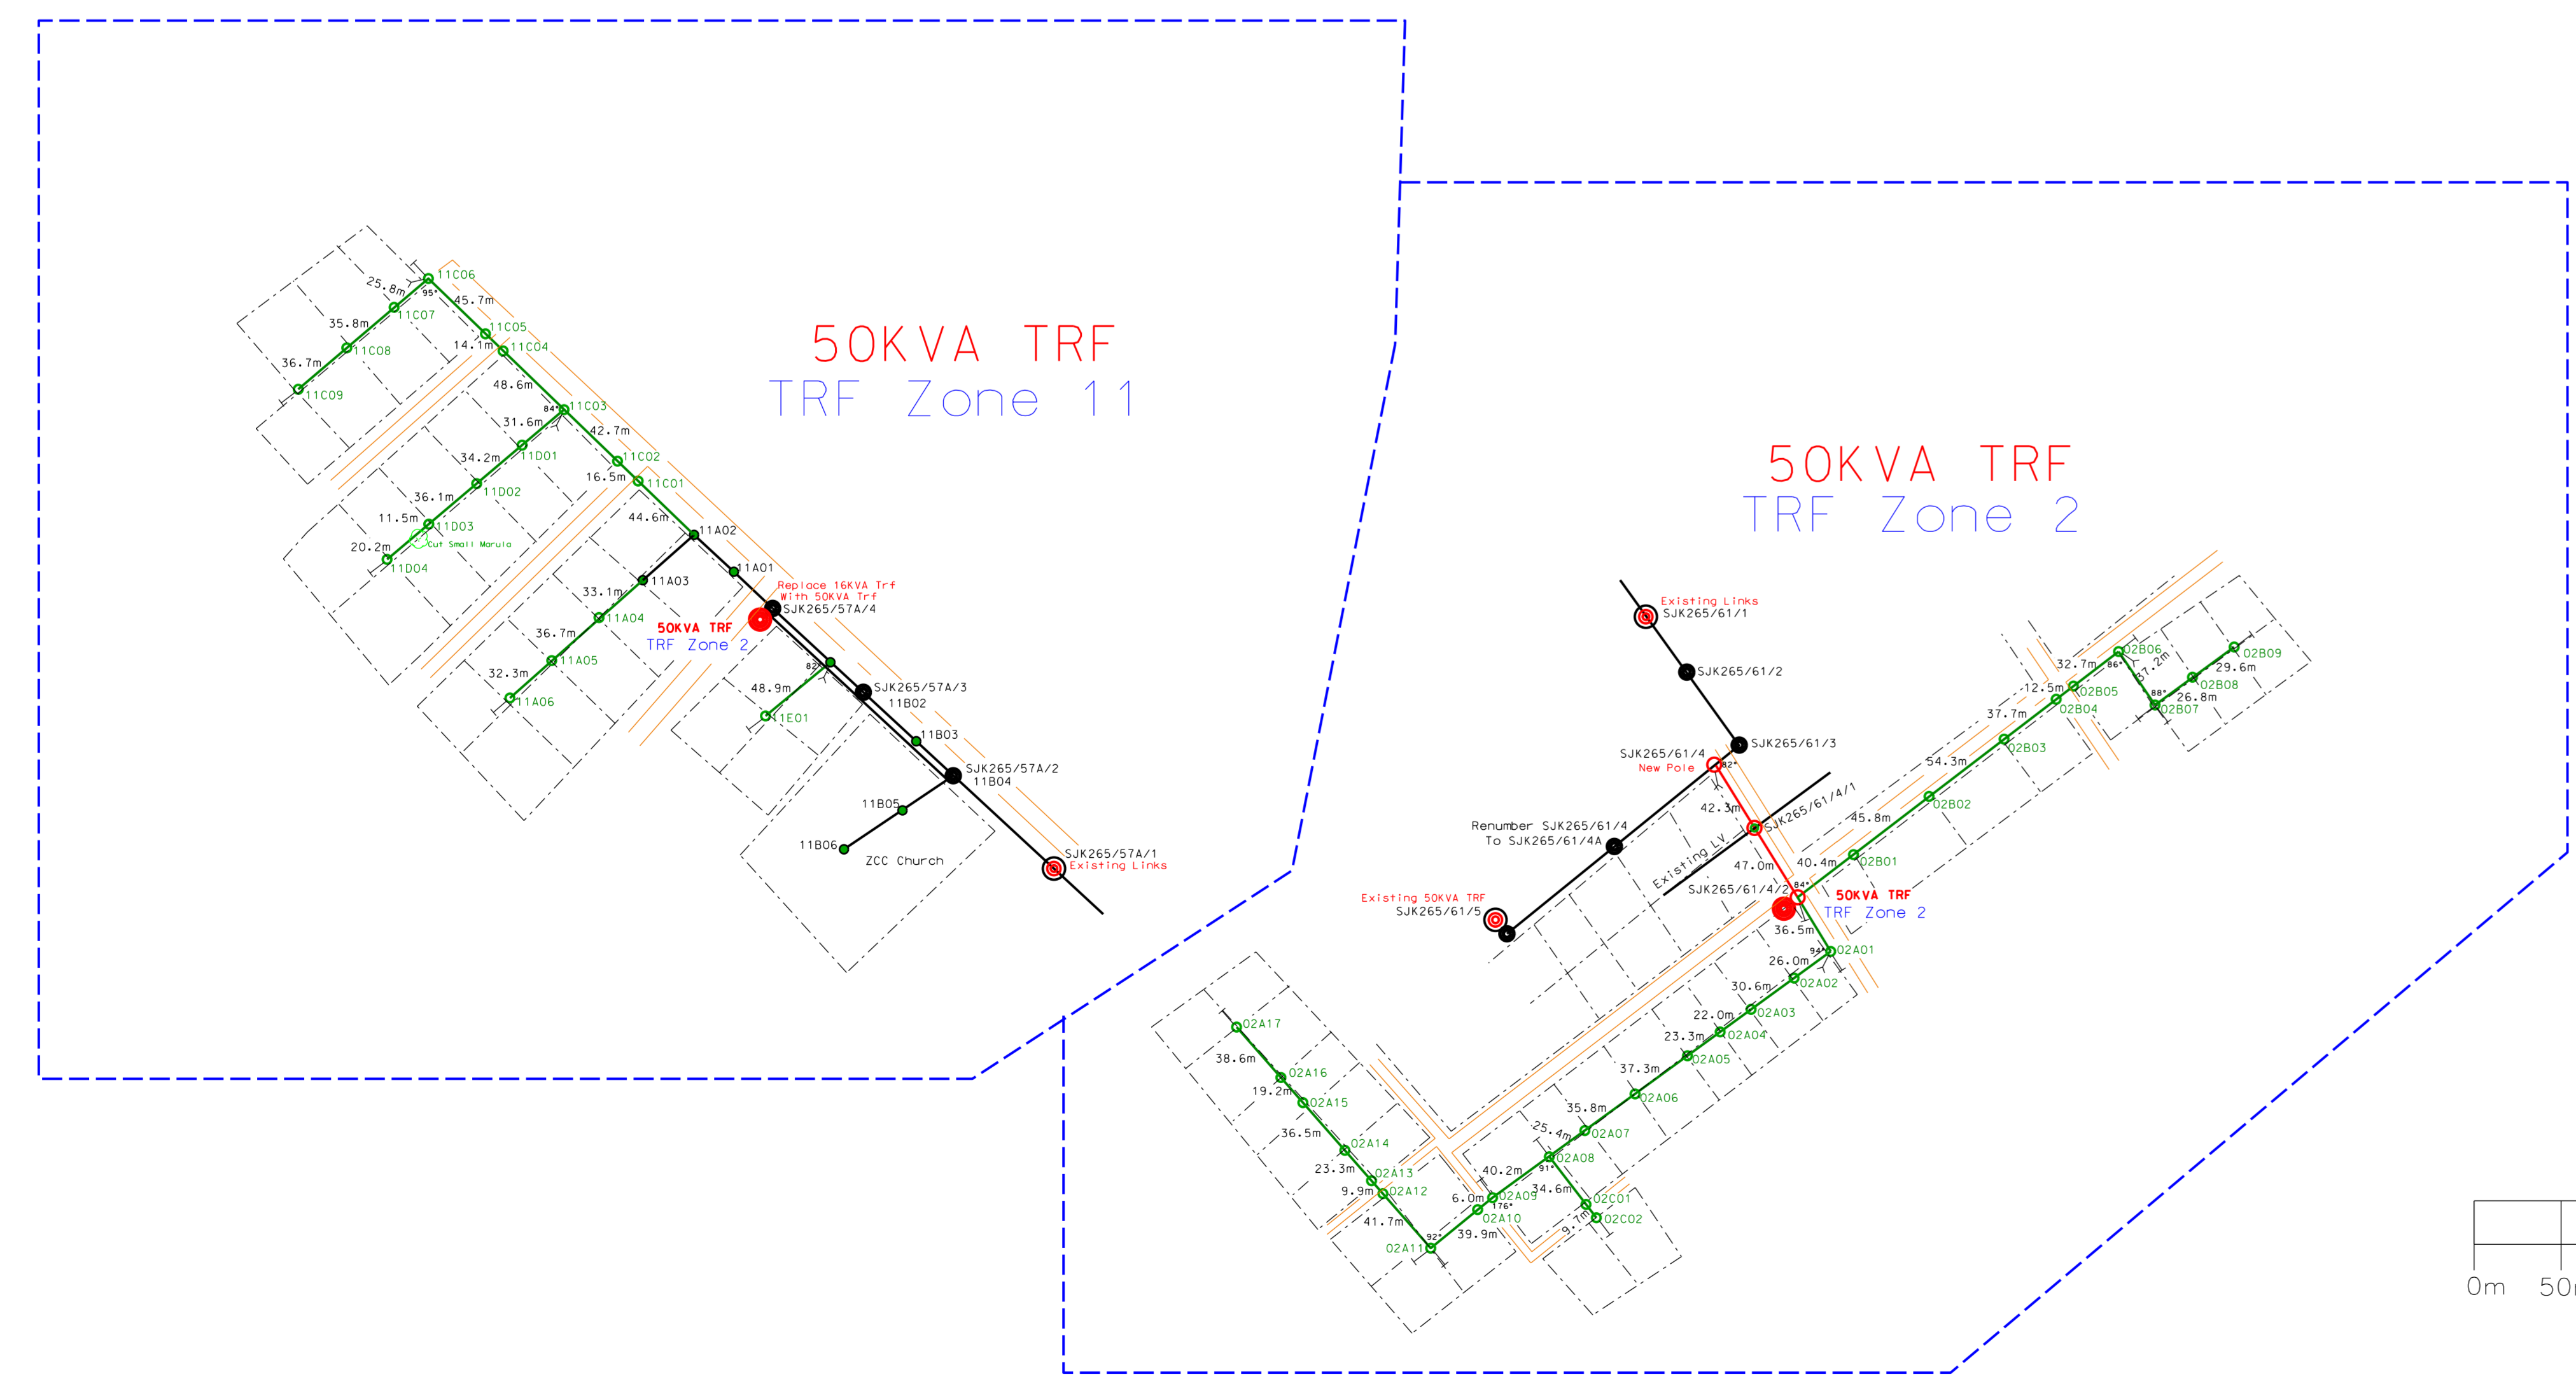 50KVA TRF
TRF Zone 11
11C06
25.8m
95°
45.7m
11C07
11C05
35.8m
14.1m
11C04
11C08
36.7m
48.6m
11C09
84°
11C03
31.6m
42.7m
11D01
34.2m
11C02
16.5m
11C01
11D02
36.1m
11.5m
11D03
44.6m
11A02
Cut Small Marula
20.2m
11D04
11A01
11A03
Replace 16KVA Trf
With 50KVA Trf
SJK265/57A/4
33.1m
11A04
50KVA TRF
TRF Zone 2
36.7m
11A05
82°
32.3m
11A06
48.9m
SJK265/57A/3
11B02
11E01
11B03
SJK265/57A/2
11B04
11B05
11B06
ZCC Church
SJK265/57A/1
Existing Links
50KVA TRF
TRF Zone 2
Existing Links
SJK265/61/1
SJK265/61/2
SJK265/61/3
SJK265/61/4
New Pole
82°
42.3m
SJK265/61/4/1
Renumber SJK265/61/4
To SJK265/61/4A
Existing LV
47.0m
SJK265/61/4/2
84°
Existing 50KVA TRF
SJK265/61/5
50KVA TRF
TRF Zone 2
40.4m
02B01
45.8m
02B02
54.3m
02B03
37.7m
02B04
12.5m
02B05
32.7m
02B06
86°
37.2m
88°
02B07
26.8m
02B08
29.6m
02B09
36.5m
94°
02A01
26.0m
02A02
30.6m
02A03
22.0m
02A04
23.3m
02A05
37.3m
02A06
35.8m
02A07
25.4m
02A08
91°
34.6m
02C01
9.7m
02C02
40.2m
02A09
176°
6.0m
02A10
39.9m
92°
02A11
41.7m
02A12
9.9m
02A13
23.3m
02A14
36.5m
02A15
19.2m
02A16
38.6m
02A17
0m